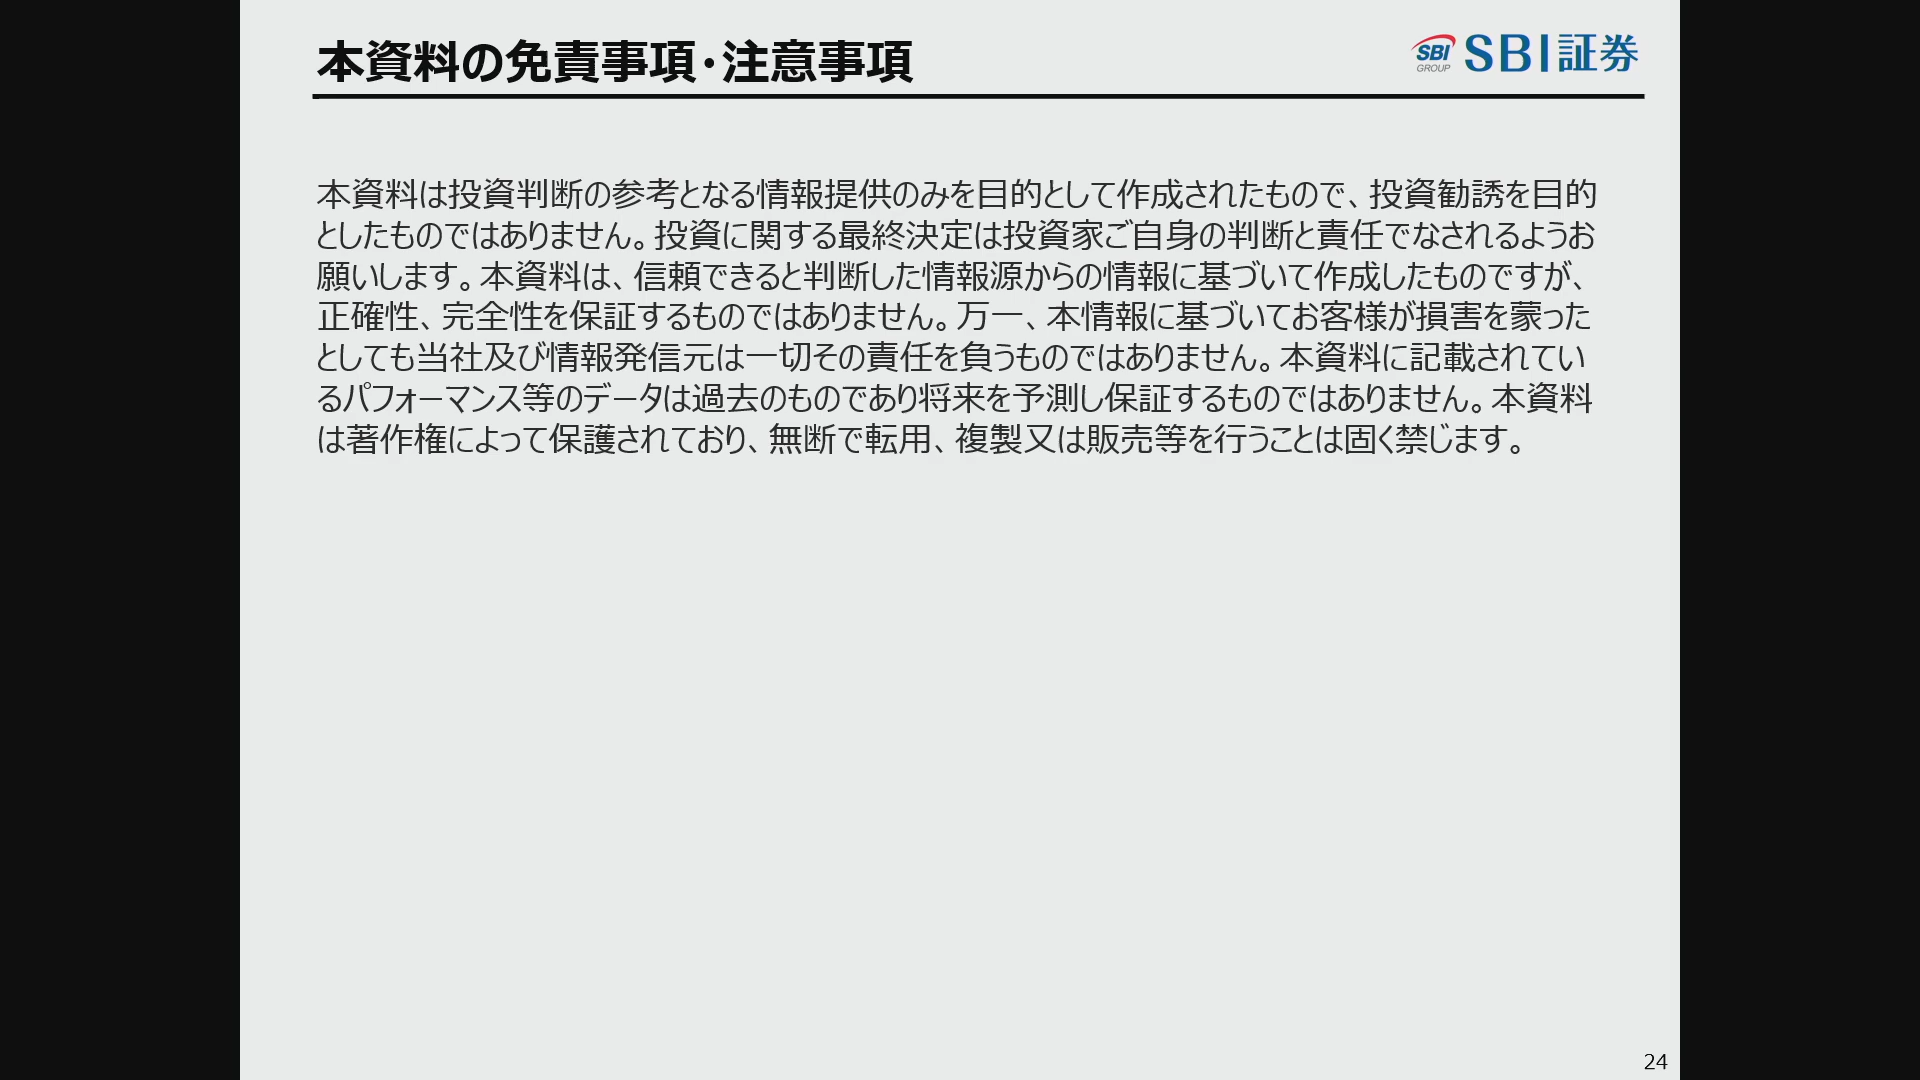 本資料の免責事項・注意事項
SBI GROUP SBI証券
本資料は投資判断の参考となる情報提供のみを目的として作成されたもので、投資勧誘を目的
としたものではありません。投資に関する最終決定は投資家ご自身の判断と責任でなされるようお
願いします。本資料は、信頼できると判断した情報源からの情報に基づいて作成したものですが、
正確性、完全性を保証するものではありません。万一、本情報に基づいてお客様が損害を蒙った
としても当社及び情報発信元は一切その責任を負うものではありません。本資料に記載されてい
るパフォーマンス等のデータは過去のものであり将来を予測し保証するものではありません。本資料
は著作権によって保護されており、無断で転用、複製又は販売等を行うことは固く禁じます。
24